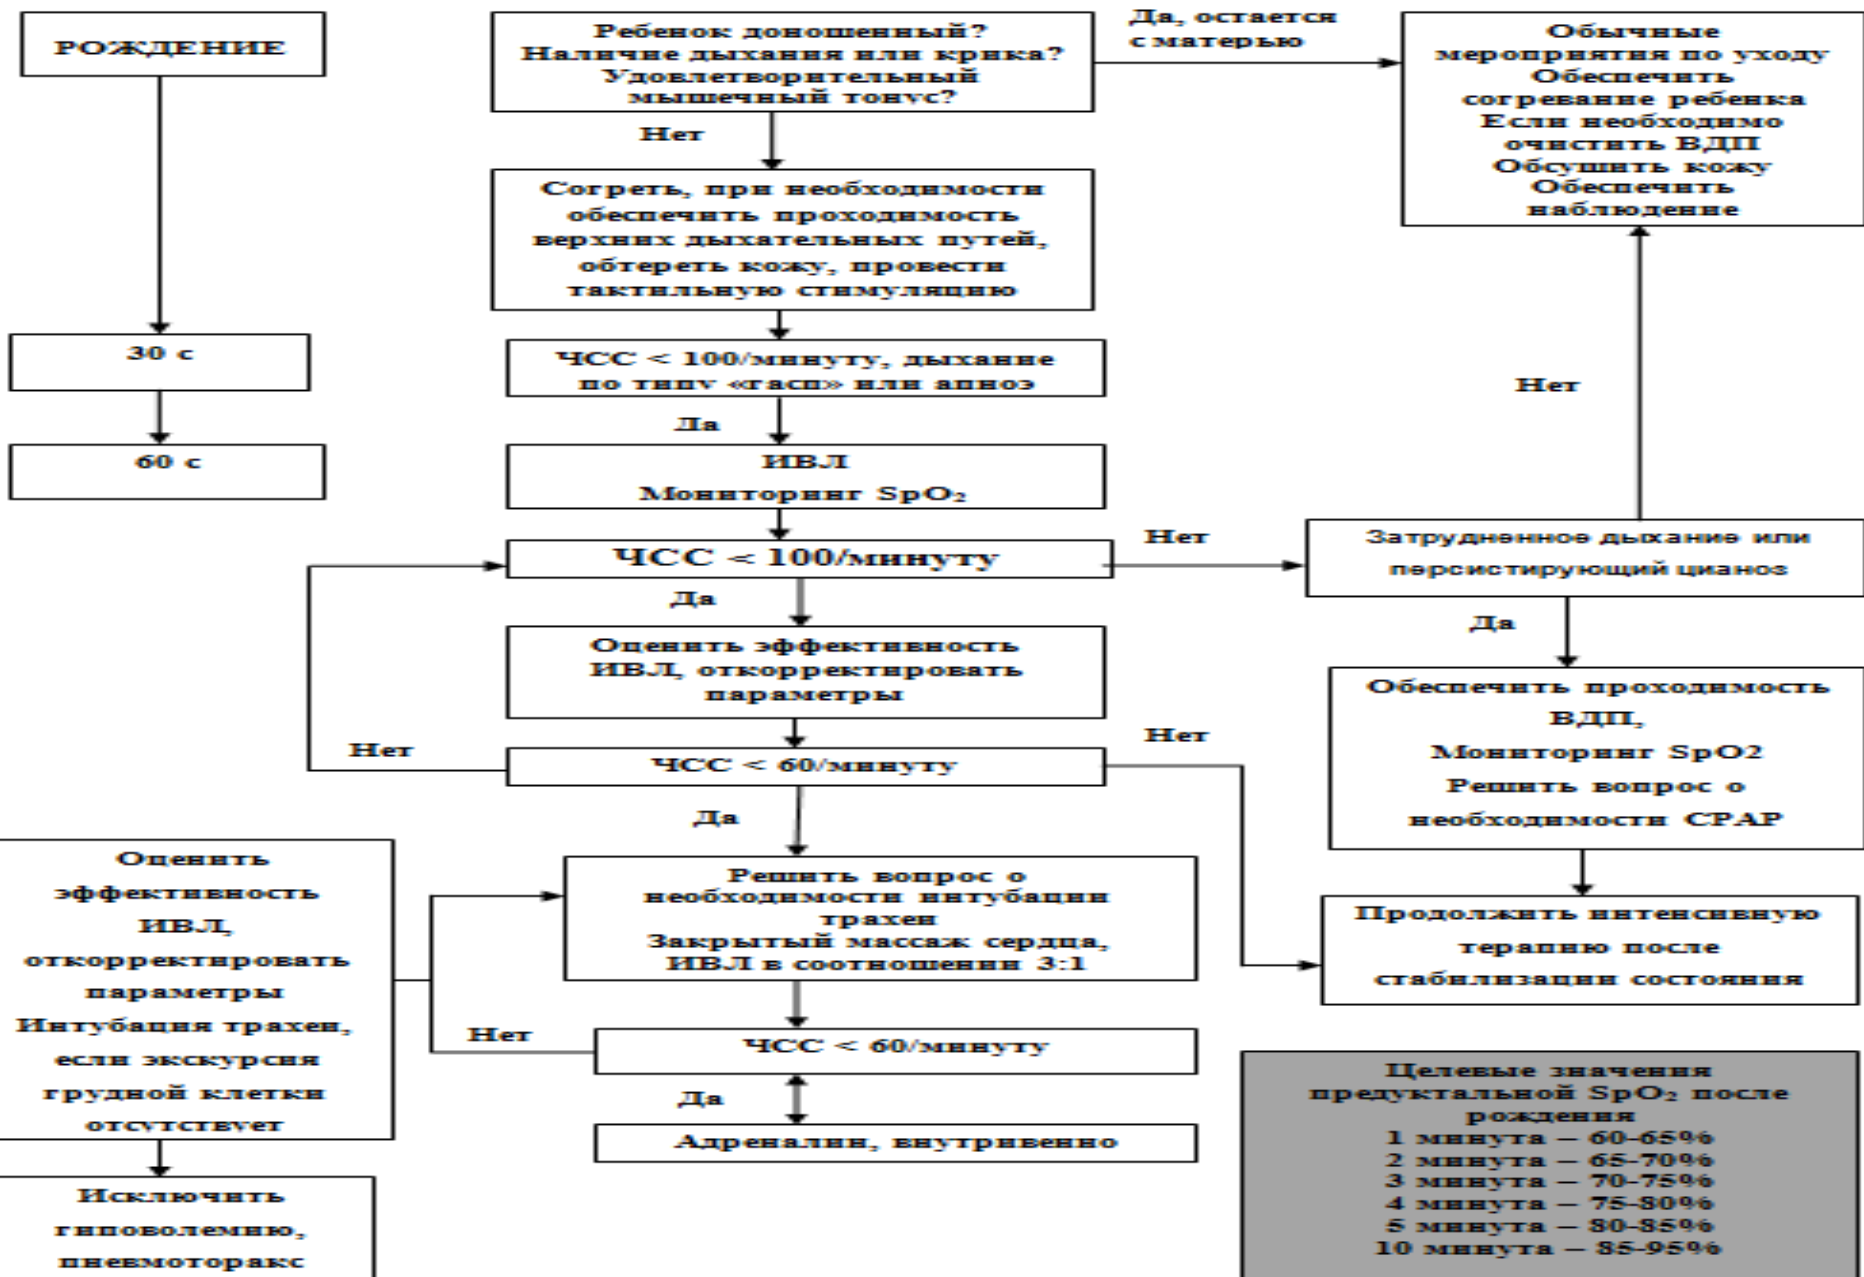 РОЖДЕНИЕ
30 с
60 с
Ребенок доношенный?
Наличие дыхания или крика?
Удовлетворительный
мышечный тонус?
Да, остается
с матерью
Обычные
мероприятия по уходу
Обеспечить
согревание ребенка
Если необходимо
очистить ВДП
Обсушить кожу
Обеспечить
наблюдение
Нет
Согреть, при необходимости
обеспечить проходимость
верхних дыхательных путей,
обтереть кожу, провести
тактильную стимуляцию
ЧСС < 100/минуту, дыхание
по типу «гасп» или апноэ
Да
ИВЛ
Мониторинг SpO₂
ЧСС < 100/минуту
Нет
Затрудненное дыхание или
персистирующий цианоз
Нет
Да
Обеспечить проходимость
ВДП,
Мониторинг SpO2
Решить вопрос о
необходимости CPAP
Продолжить интенсивную
терапию после
стабилизации состояния
Да
Оценить эффективность
ИВЛ, откорректировать
параметры
ЧСС < 60/минуту
Нет
Нет
Да
Решить вопрос о
необходимости интубации
трахеи
Закрытый массаж сердца,
ИВЛ в соотношении 3:1
ЧСС < 60/минуту
Нет
Да
Адреналин, внутривенно
Оценить
эффективность
ИВЛ,
откорректировать
параметры
Интубация трахеи,
если экскурсия
грудной клетки
отсутствует
Исключить
гиповолемию,
пневмоторакс
Целевые значения
предуктальной SpO₂ после
рождения
1 минута – 60-65%
2 минута – 65-70%
3 минута – 70-75%
4 минута – 75-80%
5 минута – 80-85%
10 минута – 85-95%